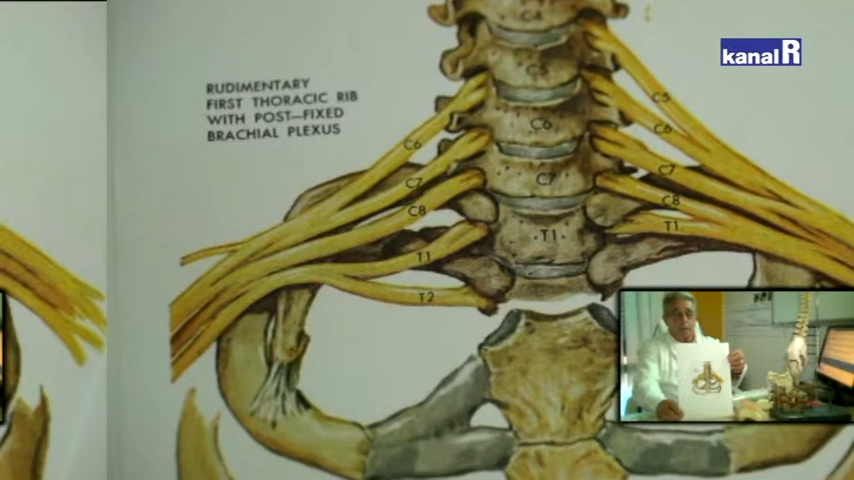 kanalR
RUDIMENTARY
FIRST THORACIC RIB
WITH POST—FIXED
BRACHIAL PLEXUS
C4
C5
C5
C6
C6
C6
C7
C7
C7
C8
C8
T1
T1
T1
T2